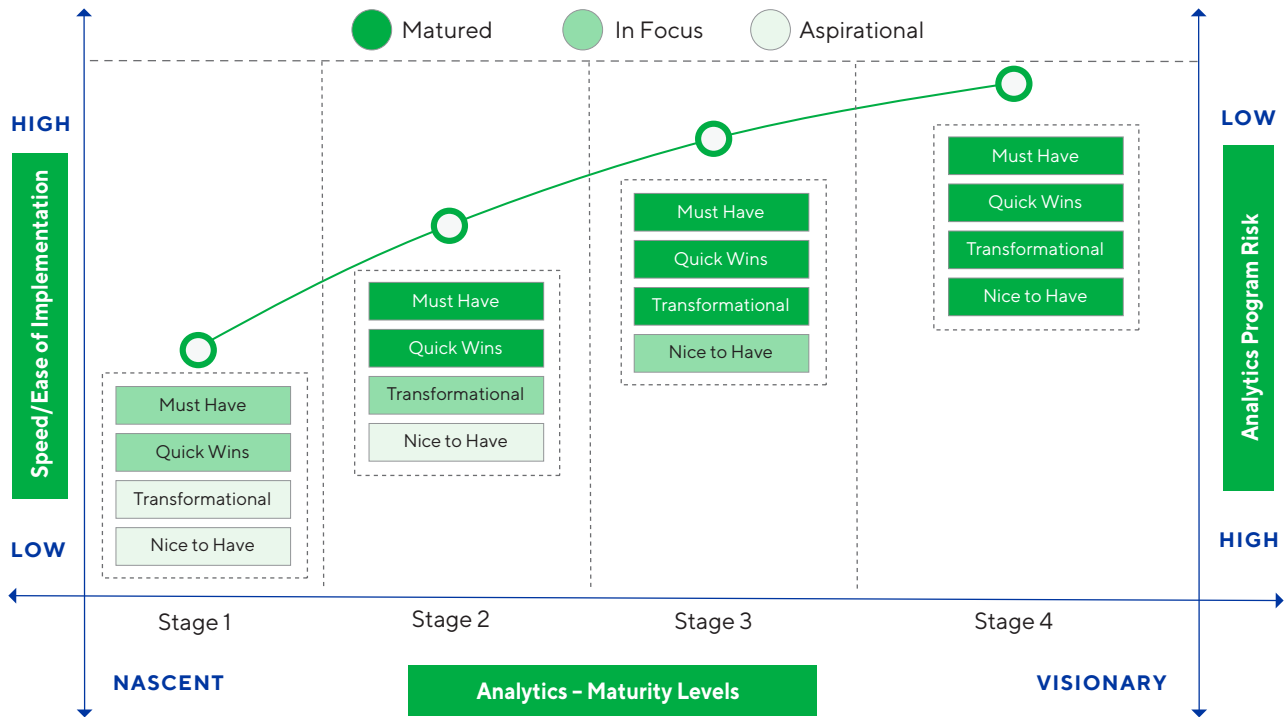 Matured
In Focus
Aspirational
HIGH
Speed/Ease of Implementation
LOW
LOW
Analytics Program Risk
HIGH
Must Have
Quick Wins
Transformational
Nice to Have
Must Have
Quick Wins
Transformational
Nice to Have
Must Have
Quick Wins
Transformational
Nice to Have
Must Have
Quick Wins
Transformational
Nice to Have
Stage 1
Stage 2
Stage 3
Stage 4
NASCENT
Analytics – Maturity Levels
VISIONARY